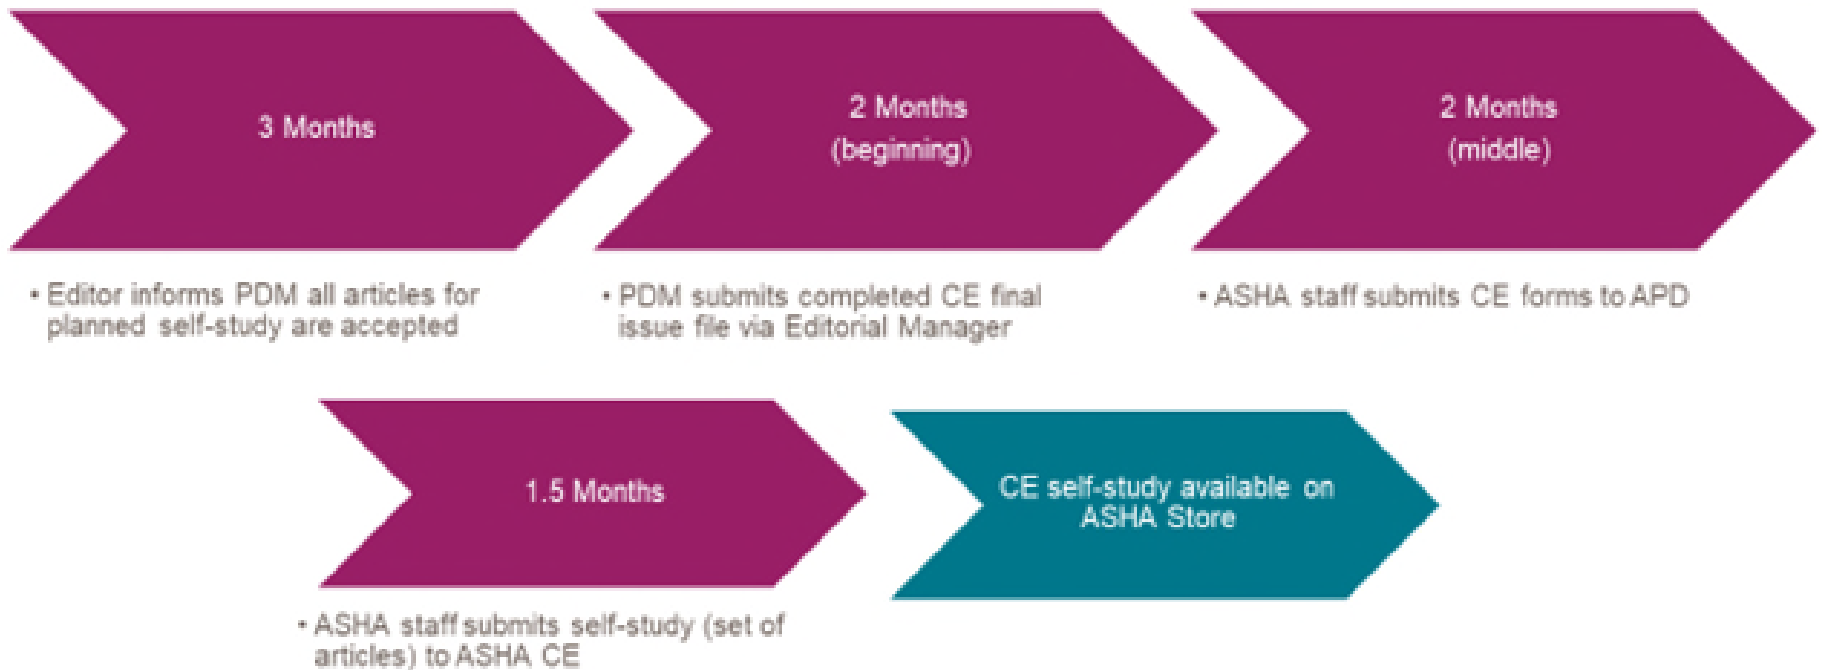 3 Months
2 Months
(beginning)
2 Months
(middle)
• Editor informs PDM all articles for
planned self-study are accepted
• PDM submits completed CE final
issue file via Editorial Manager
• ASHA staff submits CE forms to APD
1.5 Months
CE self-study available on
ASHA Store
• ASHA staff submits self-study (set of
articles) to ASHA CE